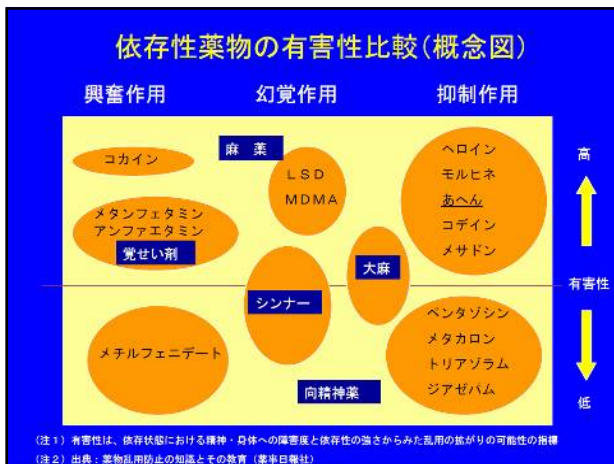 依存性薬物の有害性比較(概念図)
興奮作用
幻覚作用
抑制作用
コカイン
メタンフェタミン
アンファエタミン
覚せい剤
メチルフェニデート
麻 薬
LSD
MDMA
シンナー
大麻
向精神薬
ヘロイン
モルヒネ
あへん
コデイン
メサドン
ペンタゾシン
メタカロン
トリアゾラム
ジアゼパム
高
有害性
低
(注1)有害性は、依存状態における精神・身体への障害度と依存性の強さからみた乱用の拡がりの可能性の指標
(注2)出典:薬物乱用防止の知識とその教育(薬事日報社)